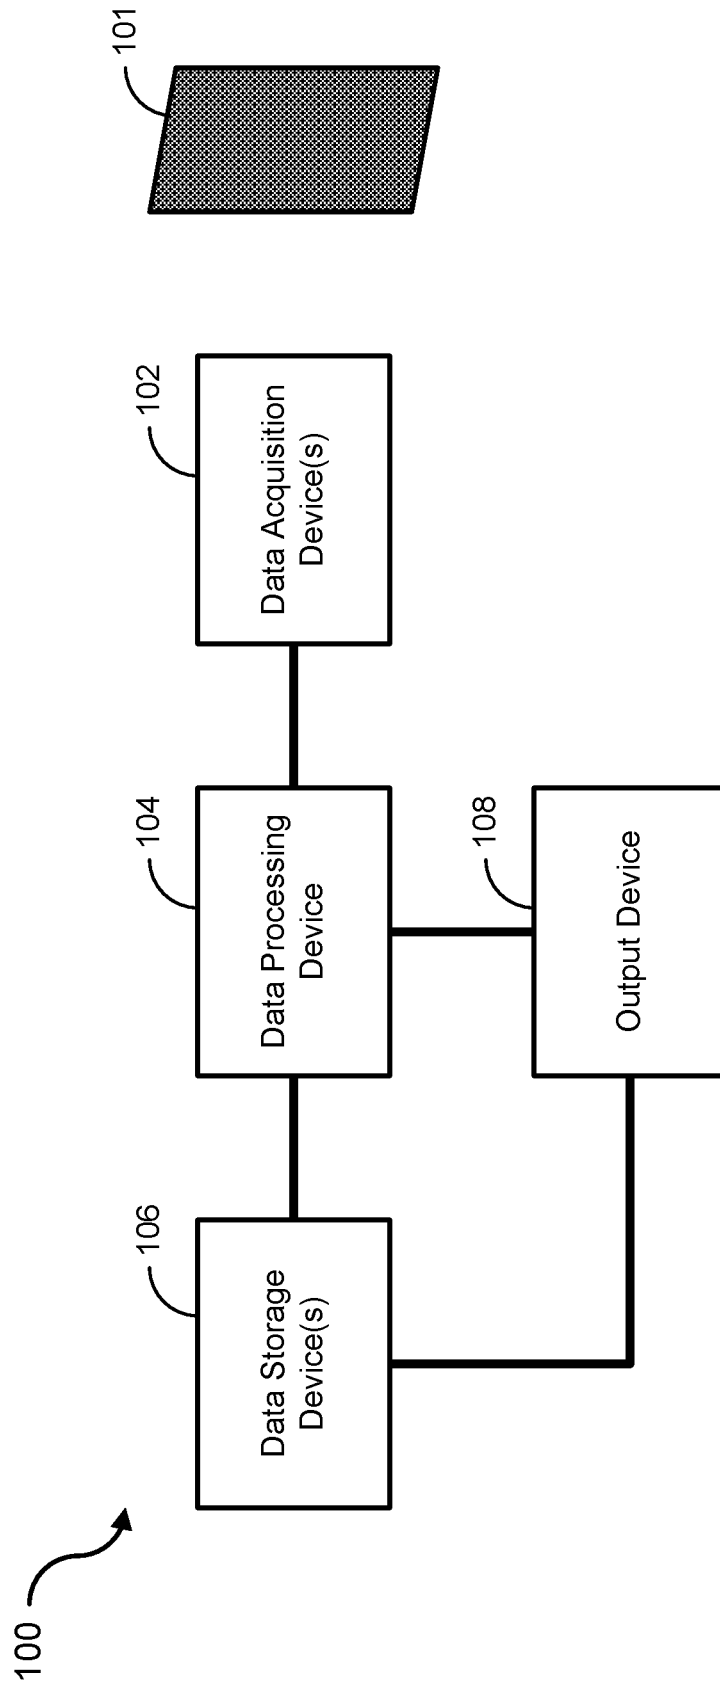 100
106
Data Storage
Device(s)
104
Data Processing
Device
102
Data Acquisition
Device(s)
101
108
Output Device